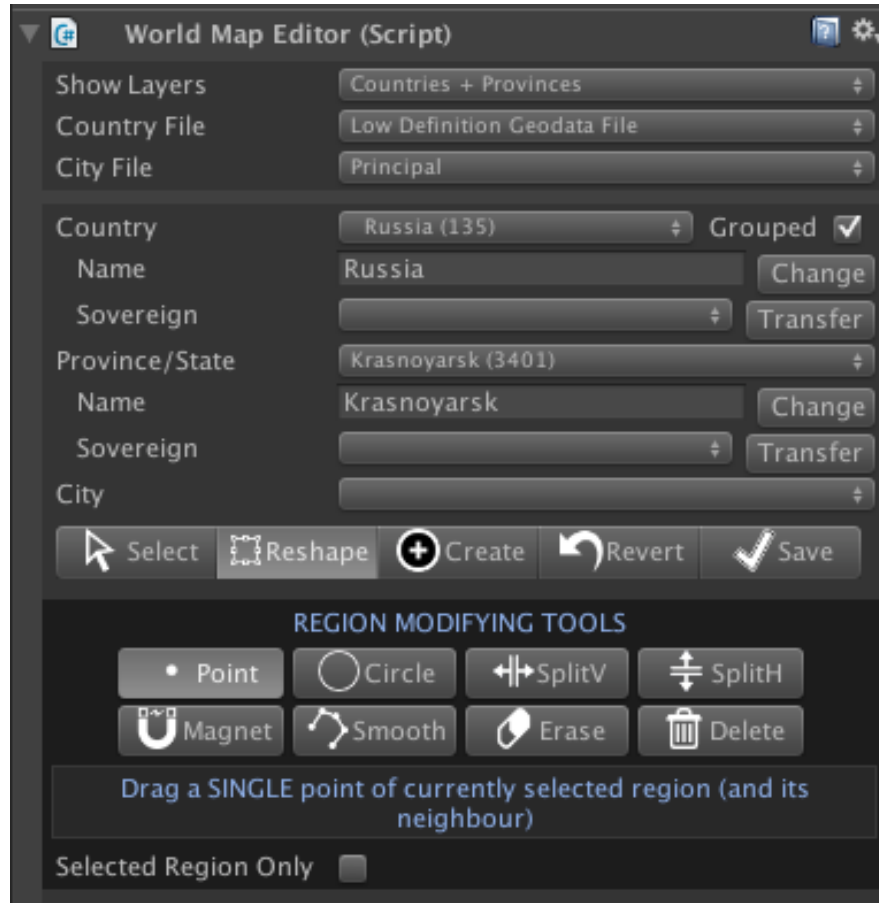 World Map Editor (Script)
Show Layers Countries + Provinces
Country File Low Definition Geodata File
City File Principal
Country Russia (135) Grouped
Name Russia Change
Sovereign Transfer
Province/State Krasnoyarsk (3401)
Name Krasnoyarsk Change
Sovereign Transfer
City
Select Reshape Create Revert Save
REGION MODIFYING TOOLS
Point Circle SplitV SplitH
Magnet Smooth Erase Delete
Drag a SINGLE point of currently selected region (and its
neighbour)
Selected Region Only